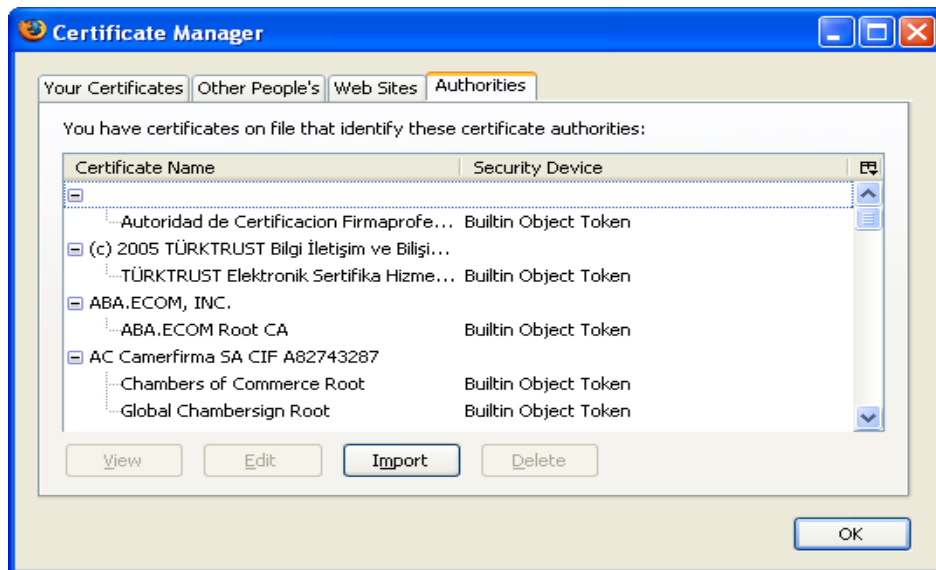 Certificate Manager
Your Certificates Other People's Web Sites Authorities
You have certificates on file that identify these certificate authorities:
Certificate Name Security Device
Autoridad de Certificacion Firmaprofe... Builtin Object Token
(c) 2005 TÜRKTRUST Bilgi İletişim ve Bilişi...
TÜRKTRUST Elektronik Sertifika Hizme... Builtin Object Token
ABA.ECOM, INC.
ABA.ECOM Root CA Builtin Object Token
AC Camerfirma SA CIF A82743287
Chambers of Commerce Root Builtin Object Token
Global Chambersign Root Builtin Object Token
View Edit Import Delete
OK